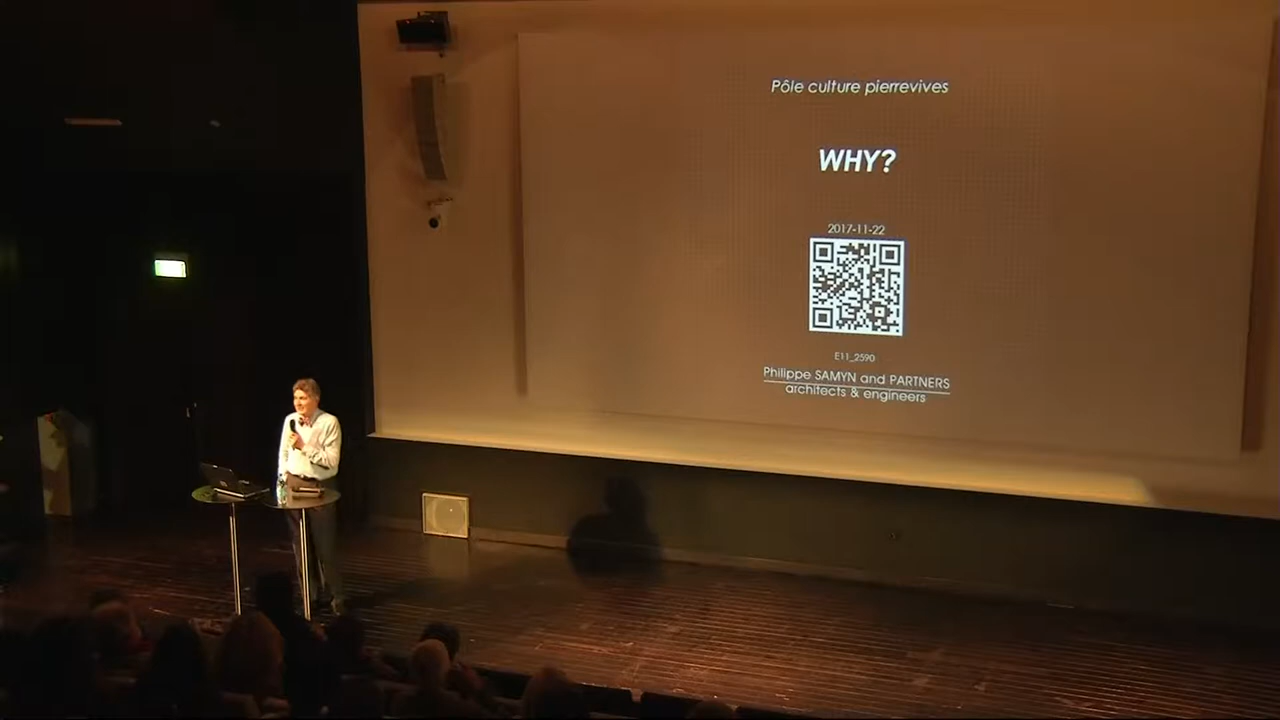 Pôle culture pierrevives
WHY?
2017-11-22
E11_2590
Philippe SAMYN and PARTNERS
architects & engineers